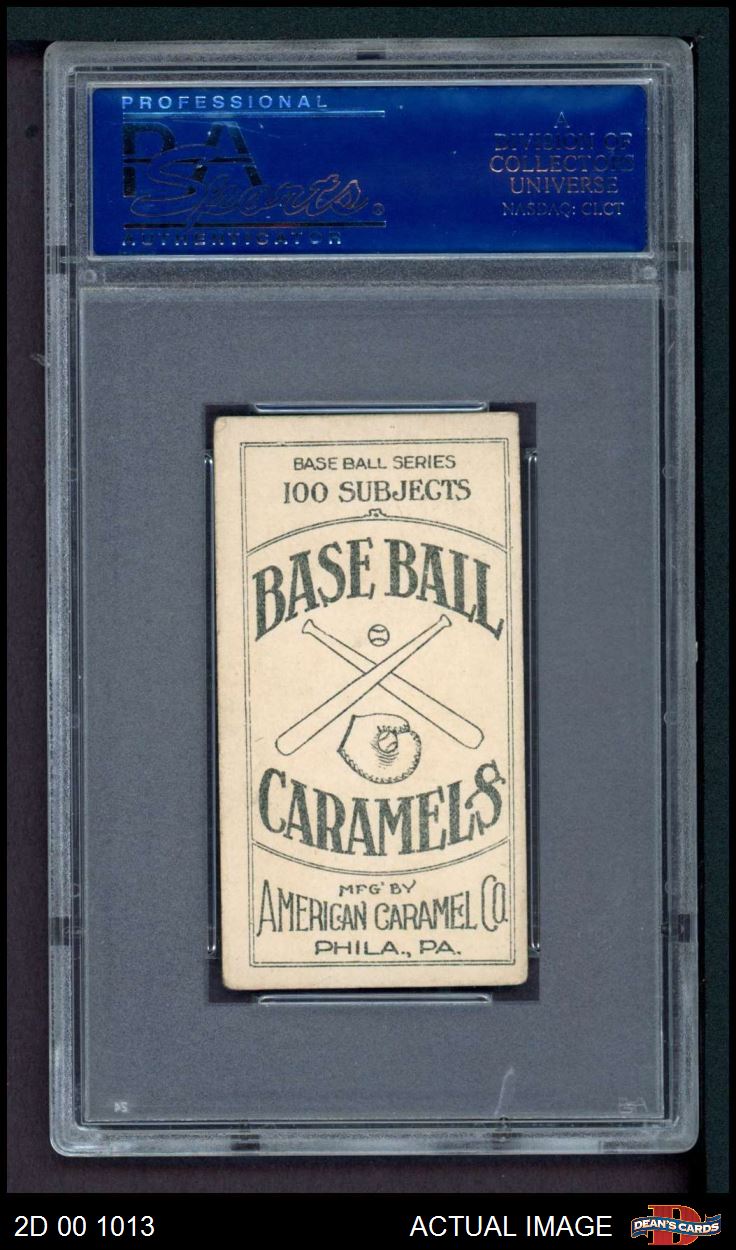 PROFESSIONAL
PSA
Sports®
AUTHENTICATOR
A
DIVISION OF
COLLECTORS
UNIVERSE
NASDAQ: CLCT
BASE BALL SERIES
100 SUBJECTS
BASE BALL
CARAMELS
MFG' BY
AMERICAN CARAMEL CO.
PHILA., PA.
2D 00 1013
ACTUAL IMAGE
DEAN'S CARDS